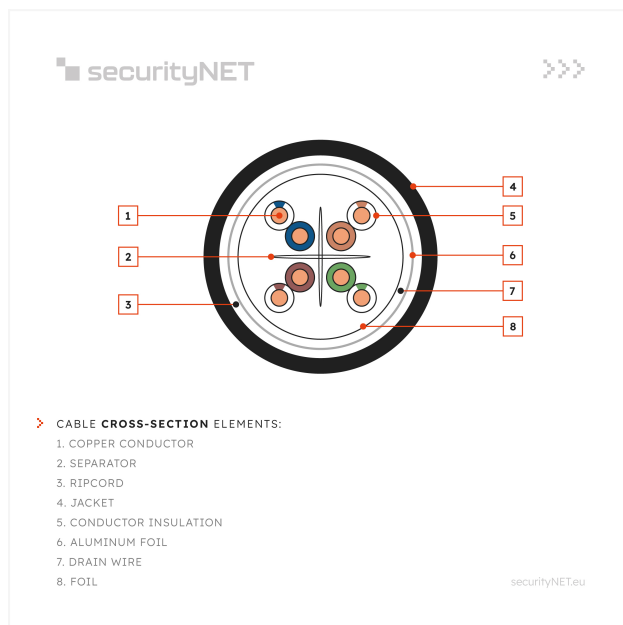 securityNET
1
2
3
4
5
6
7
8
CABLE CROSS-SECTION ELEMENTS:
1. COPPER CONDUCTOR
2. SEPARATOR
3. RIPCORD
4. JACKET
5. CONDUCTOR INSULATION
6. ALUMINUM FOIL
7. DRAIN WIRE
8. FOIL
securityNET.eu